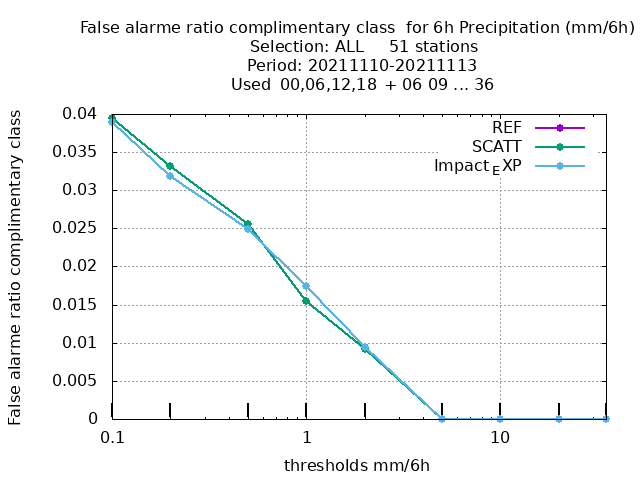 False alarme ratio complimentary class  for 6h Precipitation (mm/6h)
Selection: ALL     51 stations
Period: 20211110-20211113
Used 00,06,12,18 + 06 09 ... 36
False alarme ratio complimentary class
0.04
0.035
0.03
0.025
0.02
0.015
0.01
0.005
0
REF
SCATT
Impact_EXP
0.1
1
10
thresholds mm/6h